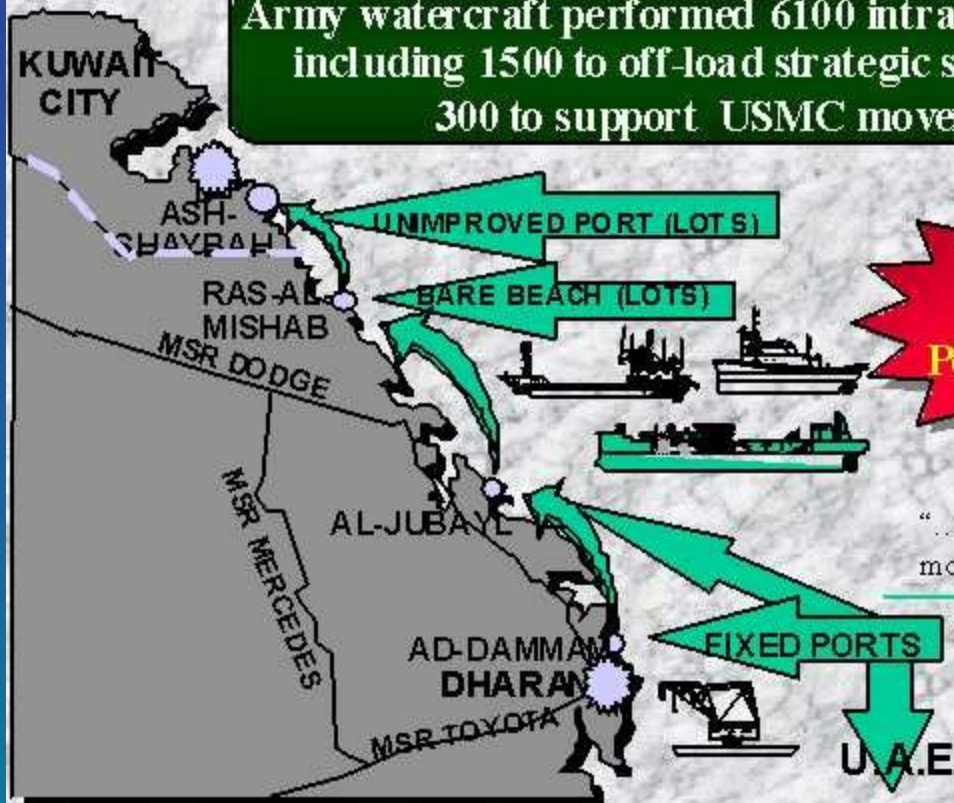 Army watercraft performed 6100 intra
including 1500 to off-load strategic s
300 to support USMC move
KUWAIT
CITY
ASH-
SHAYBAH
UNIMPROVED PORT (LOTS)
RAS-AL
MISHAB
BARE BEACH (LOTS)
MSR DODGE
P
MSR MERCEDES
AL-JUBAYL
“...
mo
AD-DAMMAM
DHARAN
FIXED PORTS
MSR TOYOTA
U.A.E